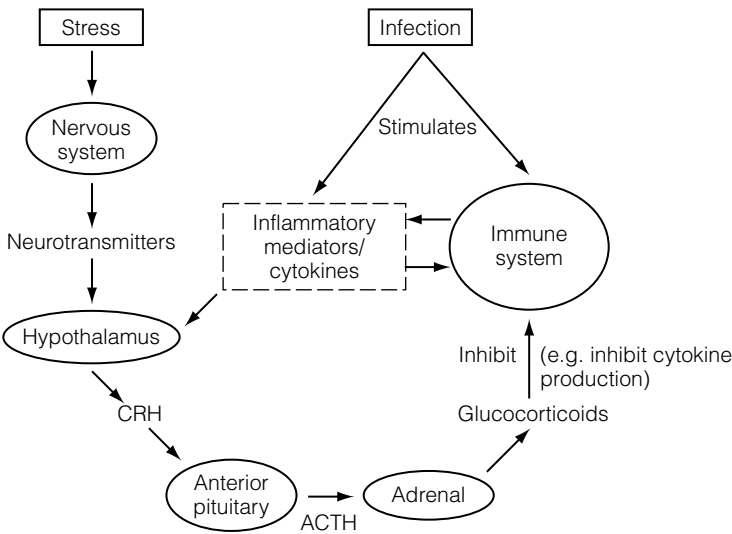 Stress
Infection
Nervous
system
Stimulates
Neurotransmitters
Inflammatory
mediators/
cytokines
Immune
system
Hypothalamus
Inhibit
(e.g. inhibit cytokine
production)
CRH
Glucocorticoids
Anterior
pituitary
ACTH
Adrenal